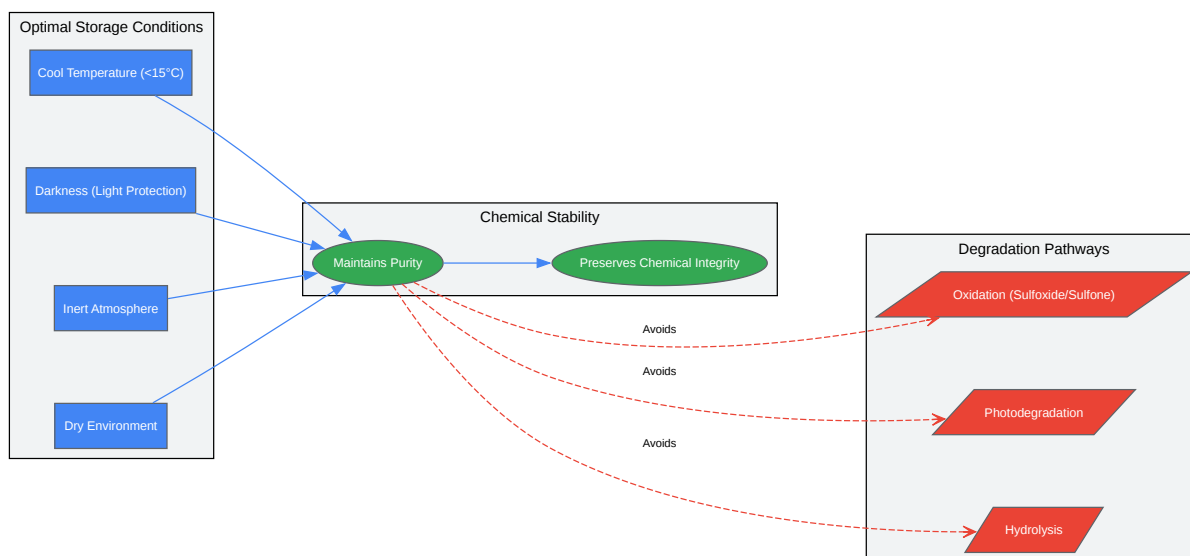 Optimal Storage Conditions
Cool Temperature (<15°C)
Darkness (Light Protection)
Inert Atmosphere
Dry Environment
Chemical Stability
Maintains Purity
Preserves Chemical Integrity
Avoids
Avoids
Avoids
Degradation Pathways
Oxidation (Sulfoxide/Sulfone)
Photodegradation
Hydrolysis